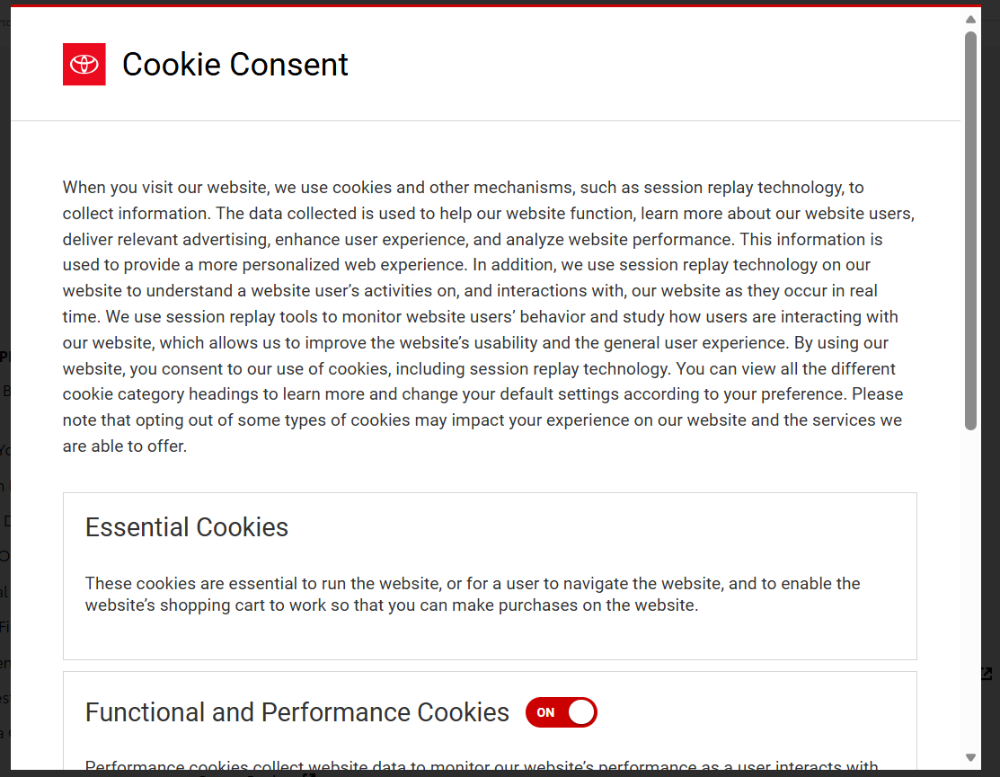 Cookie Consent
When you visit our website, we use cookies and other mechanisms, such as session replay technology, to
collect information. The data collected is used to help our website function, learn more about our website users,
deliver relevant advertising, enhance user experience, and analyze website performance. This information is
used to provide a more personalized web experience. In addition, we use session replay technology on our
website to understand a website user’s activities on, and interactions with, our website as they occur in real
time. We use session replay tools to monitor website users’ behavior and study how users are interacting with
our website, which allows us to improve the website’s usability and the general user experience. By using our
website, you consent to our use of cookies, including session replay technology. You can view all the different
cookie category headings to learn more and change your default settings according to your preference. Please
note that opting out of some types of cookies may impact your experience on our website and the services we
are able to offer.
Essential Cookies
These cookies are essential to run the website, or for a user to navigate the website, and to enable the
website’s shopping cart to work so that you can make purchases on the website.
Functional and Performance Cookies ON
Performance cookies collect website data to monitor our website’s performance as a user interacts with